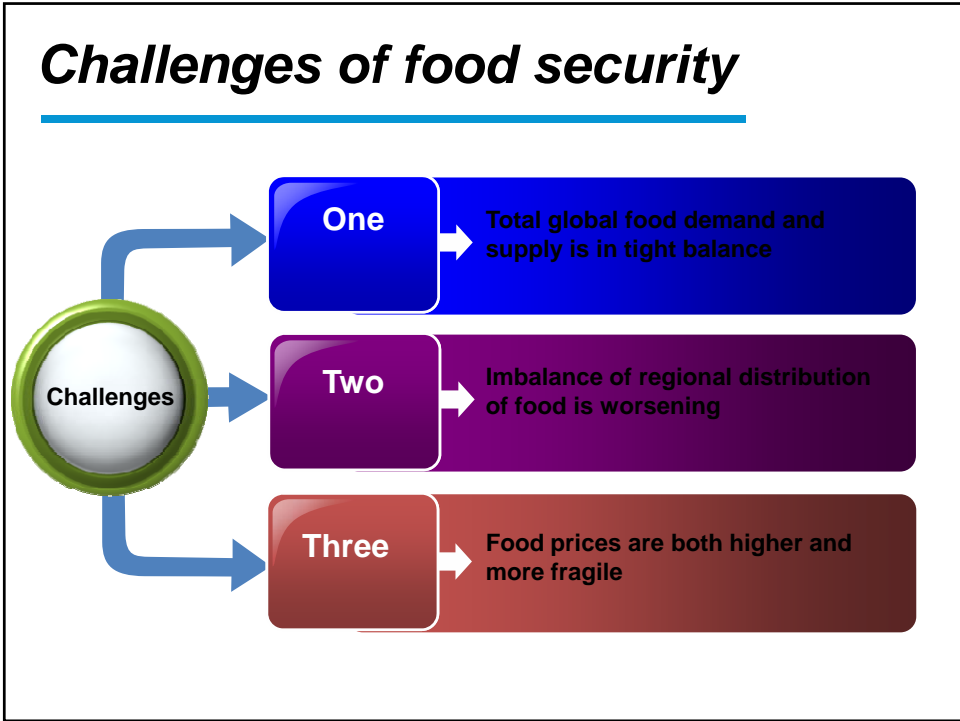 Challenges of food security
One
Total global food demand and
supply is in tight balance
Challenges
Two
Imbalance of regional distribution
of food is worsening
Three
Food prices are both higher and
more fragile